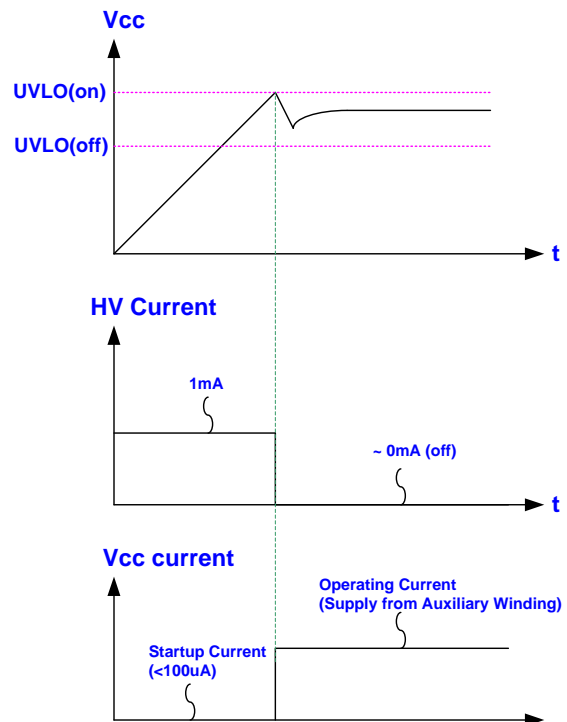 Vcc
UVLO(on)
UVLO(off)
t
HV Current
1mA
~ 0mA (off)
t
Vcc current
Operating Current
(Supply from Auxiliary Winding)
Startup Current
(<100uA)